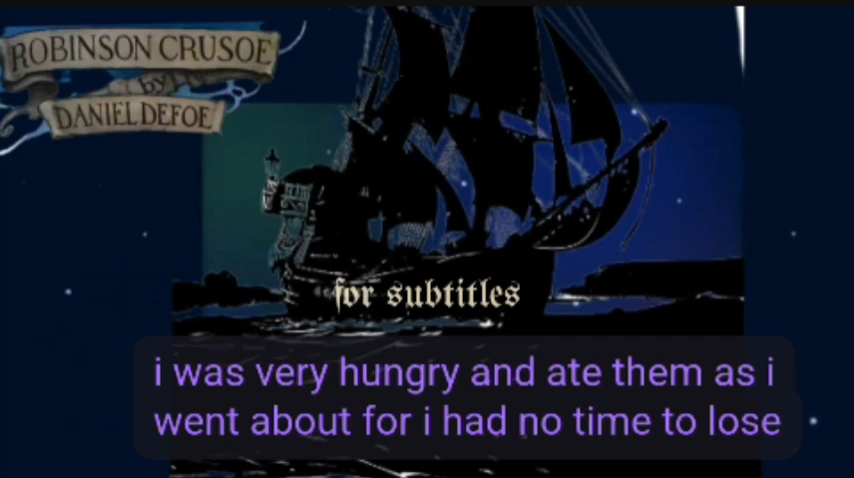 ROBINSON CRUSOE
by
DANIEL DEFOE
for subtitles
i was very hungry and ate them as i
went about for i had no time to lose